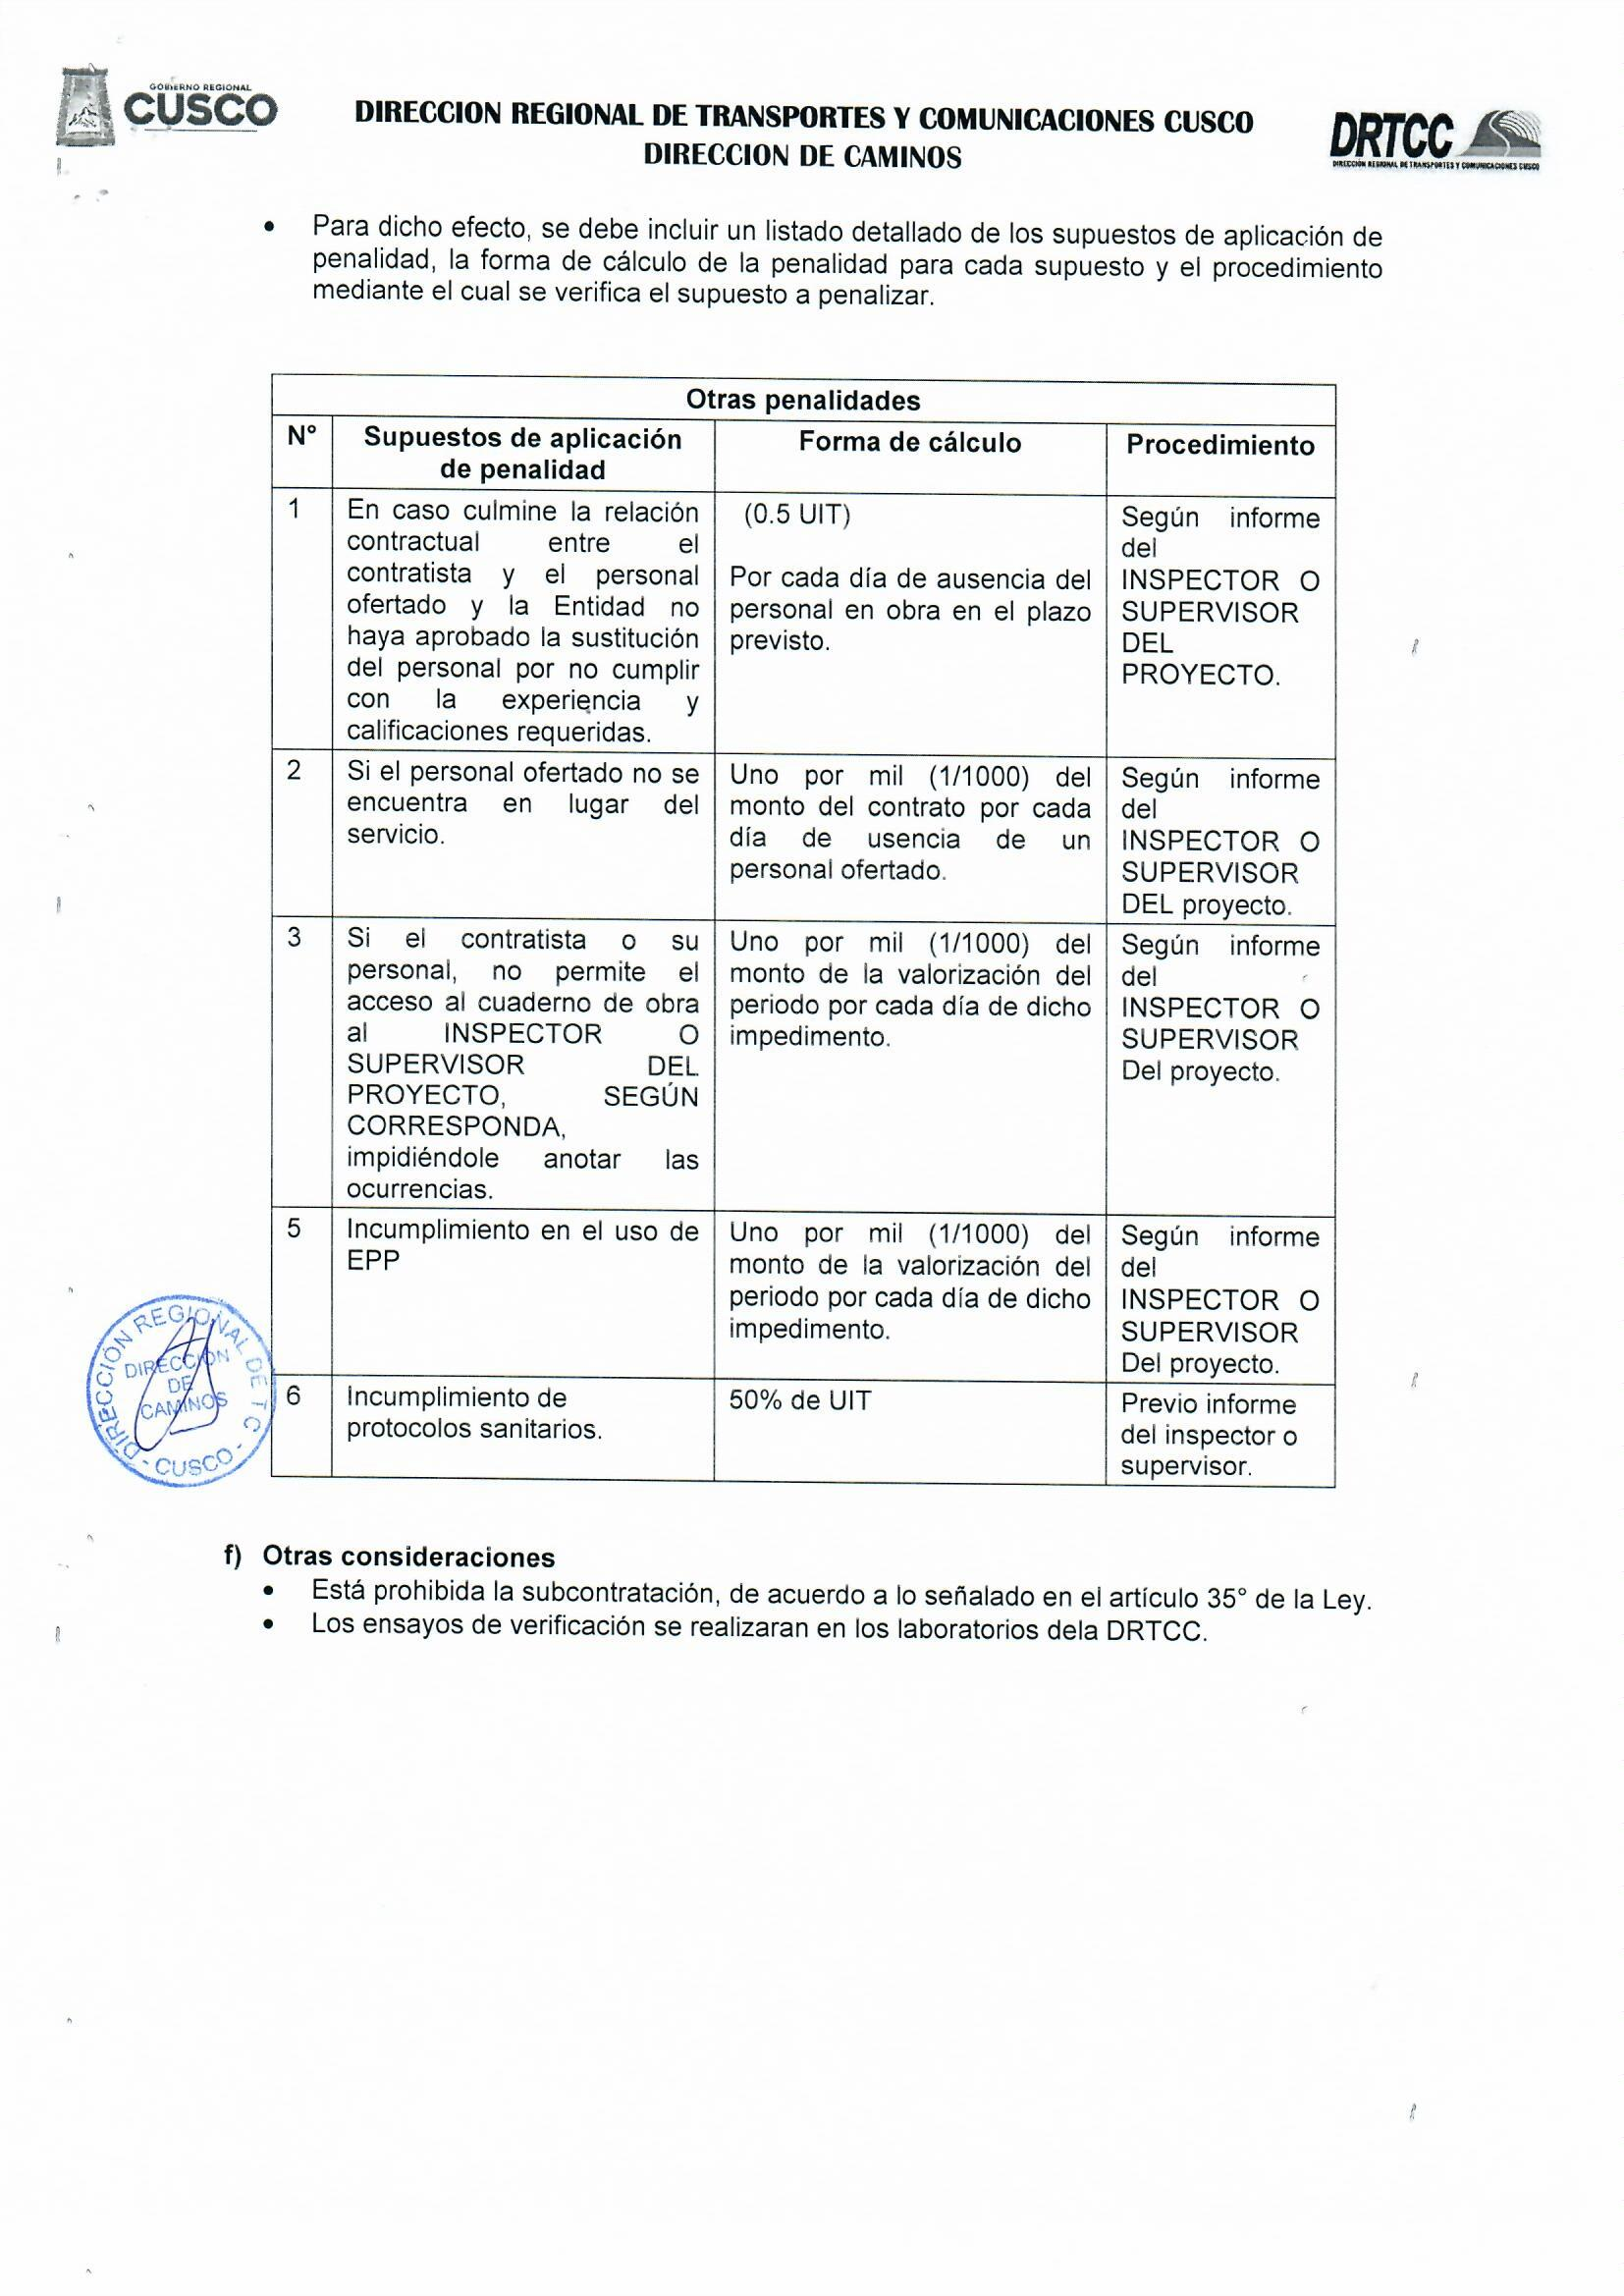 GOBIERNO REGIONAL
CUSCO
DIRECCION REGIONAL DE TRANSPORTES Y COMUNICACIONES CUSCO
DIRECCION DE CAMINOS
DRTCC
DIRECCIÓN REGIONAL DE TRANSPORTES Y COMUNICACIONES CUSCO
• Para dicho efecto, se debe incluir un listado detallado de los supuestos de aplicación de
penalidad, la forma de cálculo de la penalidad para cada supuesto y el procedimiento
mediante el cual se verifica el supuesto a penalizar.
Otras penalidades
N°
Supuestos de aplicación
de penalidad
Forma de cálculo
Procedimiento
1
En caso culmine la relación
contractual entre el
contratista y el personal
ofertado y la Entidad no
haya aprobado la sustitución
del personal por no cumplir
con la experiencia y
calificaciones requeridas.
(0.5 UIT)
Por cada día de ausencia del
personal en obra en el plazo
previsto.
Según informe
del
INSPECTOR O
SUPERVISOR
DEL
PROYECTO.
2
Si el personal ofertado no se
encuentra en lugar del
servicio.
Uno por mil (1/1000) del
monto del contrato por cada
día de usencia de un
personal ofertado.
Según informe
del
INSPECTOR O
SUPERVISOR
DEL proyecto.
3
Si el contratista o su
personal, no permite el
acceso al cuaderno de obra
al INSPECTOR O
SUPERVISOR DEL
PROYECTO, SEGÚN
CORRESPONDA,
impidiéndole anotar las
ocurrencias.
Uno por mil (1/1000) del
monto de la valorización del
periodo por cada día de dicho
impedimento.
Según informe
del
INSPECTOR O
SUPERVISOR
Del proyecto.
5
Incumplimiento en el uso de
EPP
Uno por mil (1/1000) del
monto de la valorización del
periodo por cada día de dicho
impedimento.
Según informe
del
INSPECTOR O
SUPERVISOR
Del proyecto.
6
Incumplimiento de
protocolos sanitarios.
50% de UIT
Previo informe
del inspector o
supervisor.
DIRECCIÓN REGIONAL DE T C - CUSCO -
DIRECCION
DE
CAMINOS
f) Otras consideraciones
• Está prohibida la subcontratación, de acuerdo a lo señalado en el artículo 35° de la Ley.
• Los ensayos de verificación se realizaran en los laboratorios dela DRTCC.